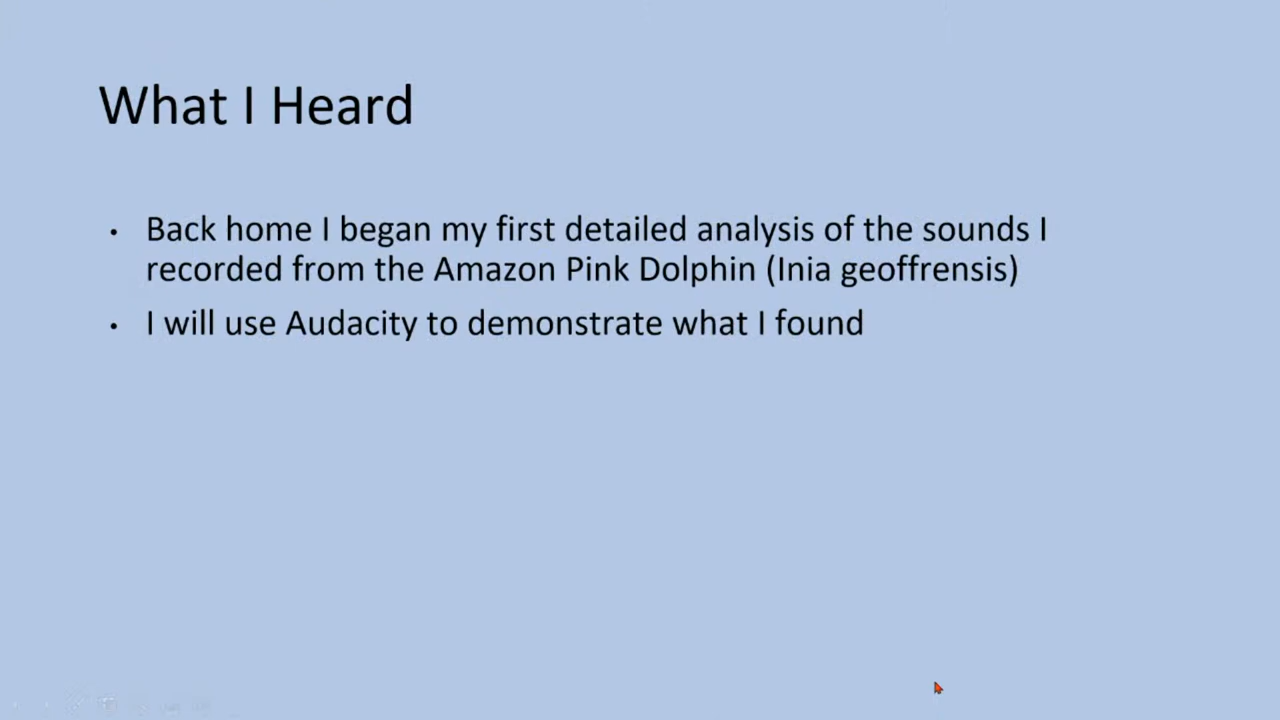 What I Heard
• Back home I began my first detailed analysis of the sounds I
recorded from the Amazon Pink Dolphin (Inia geoffrensis)
• I will use Audacity to demonstrate what I found